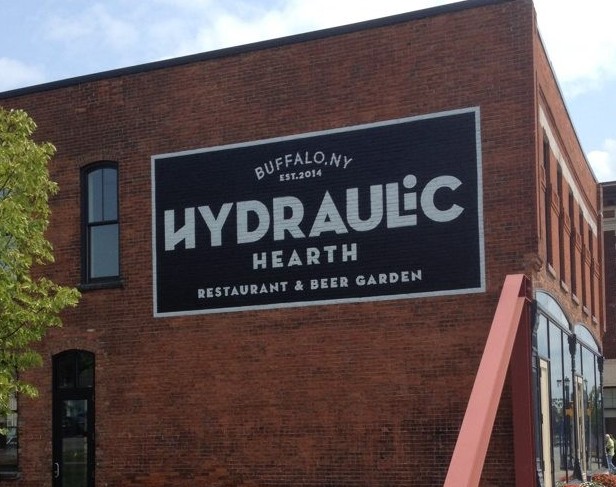 BUFFALO, NY
EST. 2014
HYDRAULiC
HEARTH
RESTAURANT & BEER GARDEN